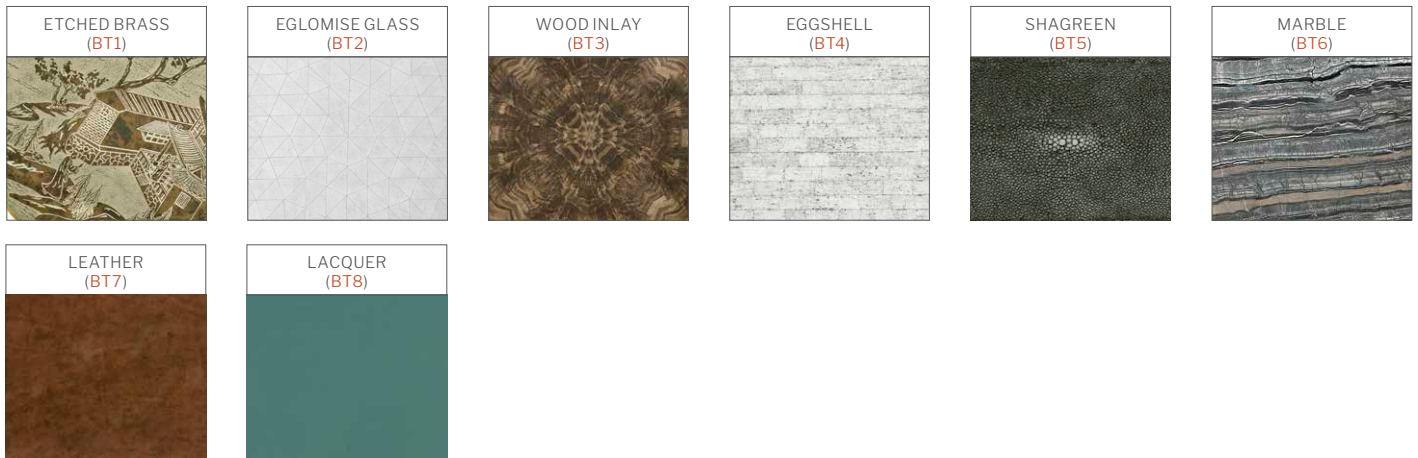 ETCHED BRASS
(BT1)
EGLOMISE GLASS
(BT2)
WOOD INLAY
(BT3)
EGGSHELL
(BT4)
SHAGREEN
(BT5)
MARBLE
(BT6)
LEATHER
(BT7)
LACQUER
(BT8)